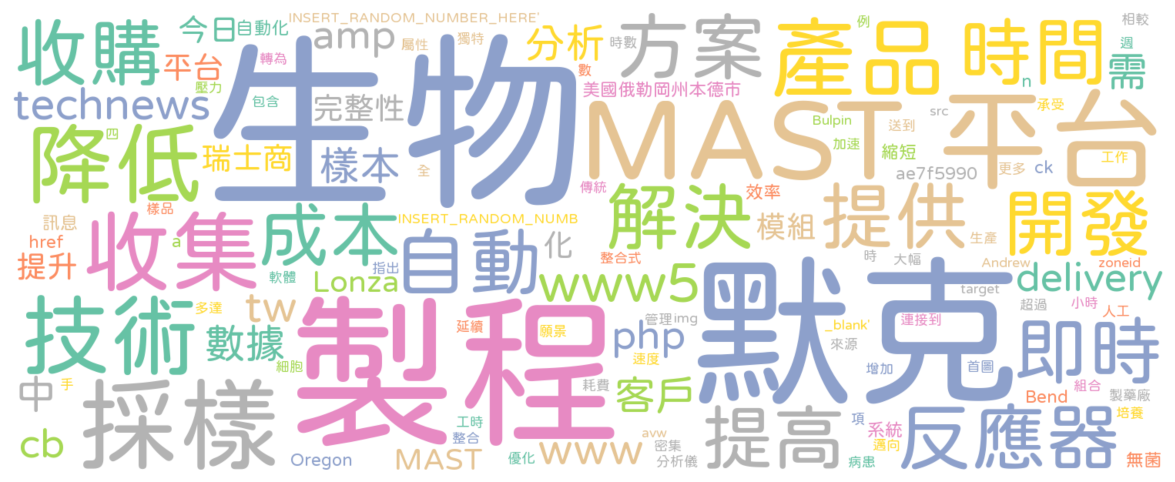 INSERT_RANDOM_NUMBER_HERE'
收購
今日
自動化
amp
屬性
獨特
分析
時數
方案
產品
例
時間
相較
週
需
平台
轉為
壓力
數
美國俄勒岡州本德市
n
technews
包含
完整性
生物
MAST
平台
Bulpin
送到
src
承受
降低
四
瑞士商
樣本
全
加速
縮短
ae7f5990
更多
ck
工作
傳統
解決
效率
訊息
樣品
收集
a
成本
INSERT_RANDOM_NUMB
模組
提供
開發
生產
href
提升
自動
化
整合式
時
大幅
Andrew
zoneid
軟體
指出
Lonza
www5
默克
target
delivery
技術
多達
tw
製程
延續
願景
管理
img
php
_blank'
連接到
超過
小時
人工
數據
細胞
速度
來源
即時
中
手
採樣
耗費
客戶
增加
首圖
Bend
組合
製藥廠
培養
cb
工時
整合
avw
密集
提高
項
系統
反應器
Oregon
MAST
優化
www
分析儀
邁向
病患
無菌